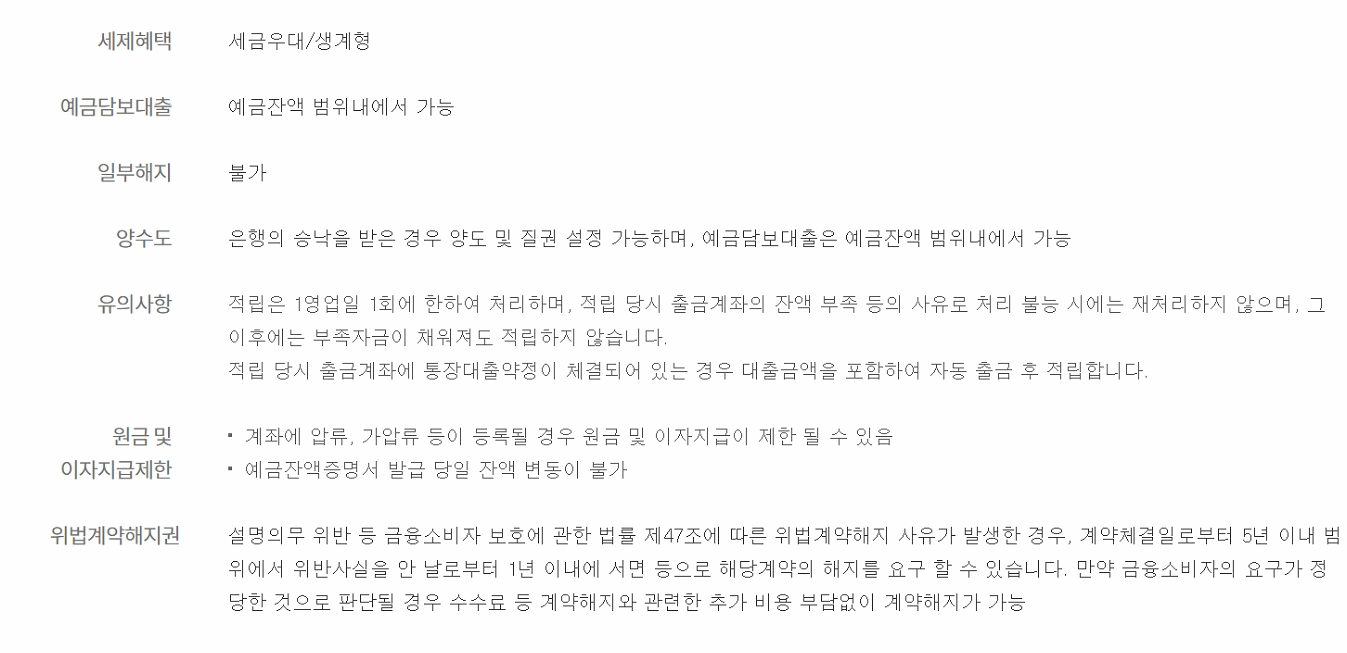 세제혜택 세금우대/생계형
예금담보대출 예금잔액 범위내에서 가능
일부해지 불가
양수도 은행의 승낙을 받은 경우 양도 및 질권 설정 가능하며, 예금담보대출은 예금잔액 범위내에서 가능
유의사항 적립은 1영업일 1회에 한하여 처리하며, 적립 당시 출금계좌의 잔액 부족 등의 사유로 처리 불능 시에는 재처리하지 않으며, 그
이후에는 부족자금이 채워져도 적립하지 않습니다.
적립 당시 출금계좌에 통장대출약정이 체결되어 있는 경우 대출금액을 포함하여 자동 출금 후 적립합니다.
원금 및 ▪ 계좌에 압류, 가압류 등이 등록될 경우 원금 및 이자지급이 제한 될 수 있음
이자지급제한 ▪ 예금잔액증명서 발급 당일 잔액 변동이 불가
위법계약해지권 설명의무 위반 등 금융소비자 보호에 관한 법률 제47조에 따른 위법계약해지 사유가 발생한 경우, 계약체결일로부터 5년 이내 범
위에서 위반사실을 안 날로부터 1년 이내에 서면 등으로 해당계약의 해지를 요구 할 수 있습니다. 만약 금융소비자의 요구가 정
당한 것으로 판단될 경우 수수료 등 계약해지와 관련한 추가 비용 부담없이 계약해지가 가능